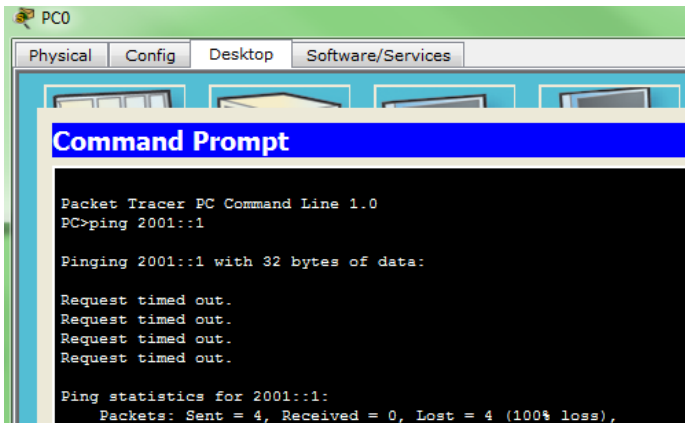 PC0
Physical Config Desktop Software/Services
Command Prompt
Packet Tracer PC Command Line 1.0
PC>ping 2001::1
Pinging 2001::1 with 32 bytes of data:
Request timed out.
Request timed out.
Request timed out.
Request timed out.
Ping statistics for 2001::1:
Packets: Sent = 4, Received = 0, Lost = 4 (100% loss),